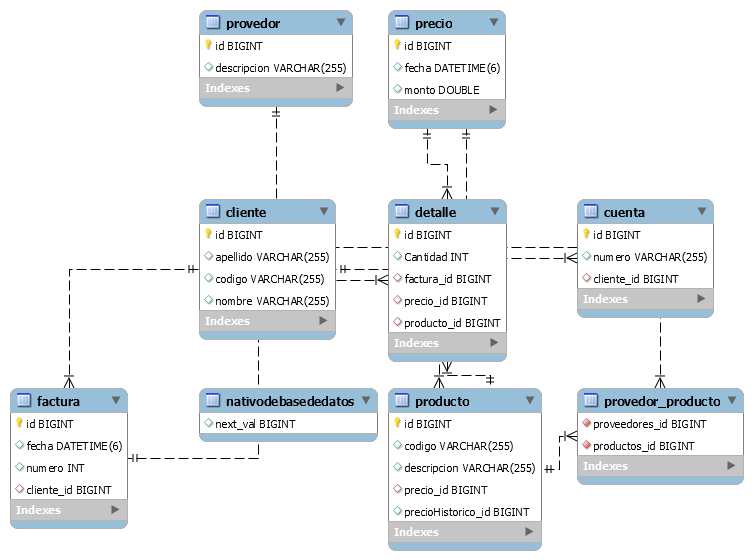 provedor
id BIGINT
descripcion VARCHAR(255)
Indexes
precio
id BIGINT
fecha DATETIME(6)
monto DOUBLE
Indexes
cliente
id BIGINT
apellido VARCHAR(255)
codigo VARCHAR(255)
nombre VARCHAR(255)
Indexes
detalle
id BIGINT
Cantidad INT
factura_id BIGINT
precio_id BIGINT
producto_id BIGINT
Indexes
cuenta
id BIGINT
numero VARCHAR(255)
cliente_id BIGINT
Indexes
factura
id BIGINT
fecha DATETIME(6)
numero INT
cliente_id BIGINT
Indexes
nativodebasededatos
next_val BIGINT
producto
id BIGINT
codigo VARCHAR(255)
descripcion VARCHAR(255)
precio_id BIGINT
precioHistorico_id BIGINT
Indexes
provedor_producto
proveedores_id BIGINT
productos_id BIGINT
Indexes